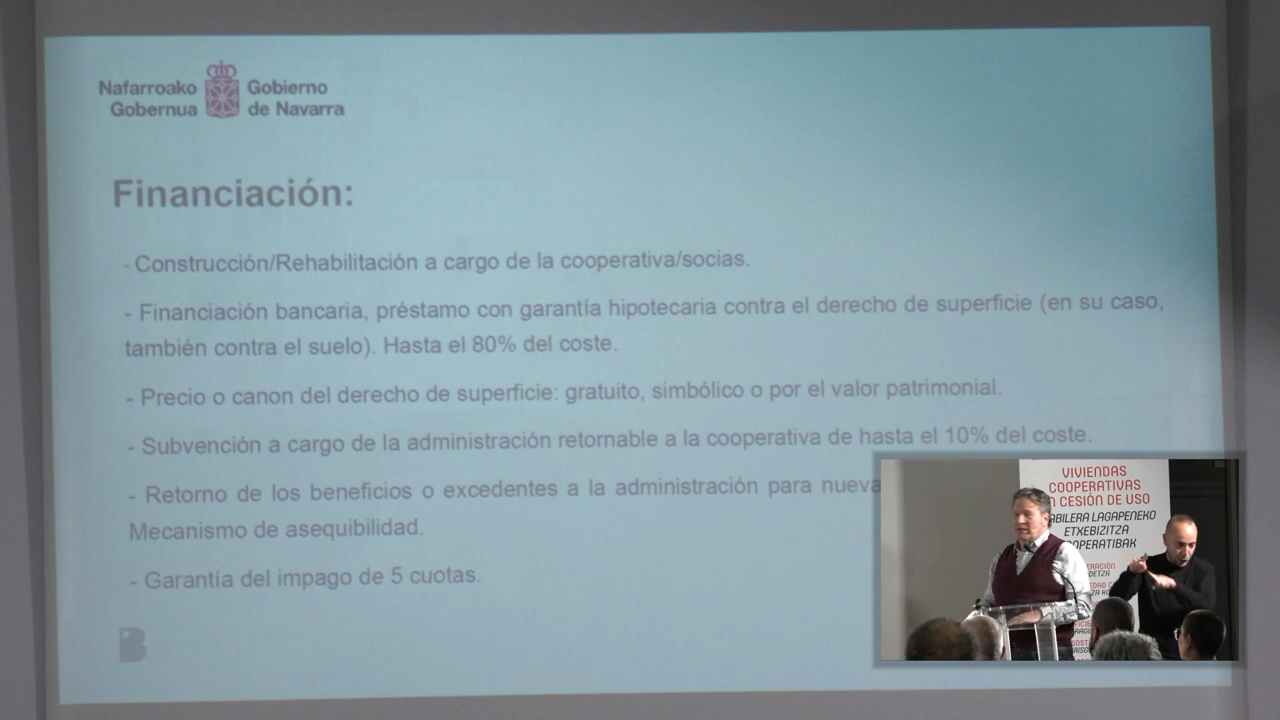 Nafarroako Gobernua
Gobierno de Navarra
Financiación:
- Construcción/Rehabilitación a cargo de la cooperativa/socias.
- Financiación bancaria, préstamo con garantía hipotecaria contra el derecho de superficie (en su caso,
también contra el suelo). Hasta el 80% del coste.
- Precio o canon del derecho de superficie: gratuito, simbólico o por el valor patrimonial.
- Subvención a cargo de la administración retornable a la cooperativa de hasta el 10% del coste.
- Retorno de los beneficios o excedentes a la administración para nueva
Mecanismo de asequibilidad.
- Garantía del impago de 5 cuotas.
B
VIVIENDAS
COOPERATIVAS
CESIÓN DE USO
ABILERA LAGAPENEKO
ETXEBIZITZA
OPERATIBAK